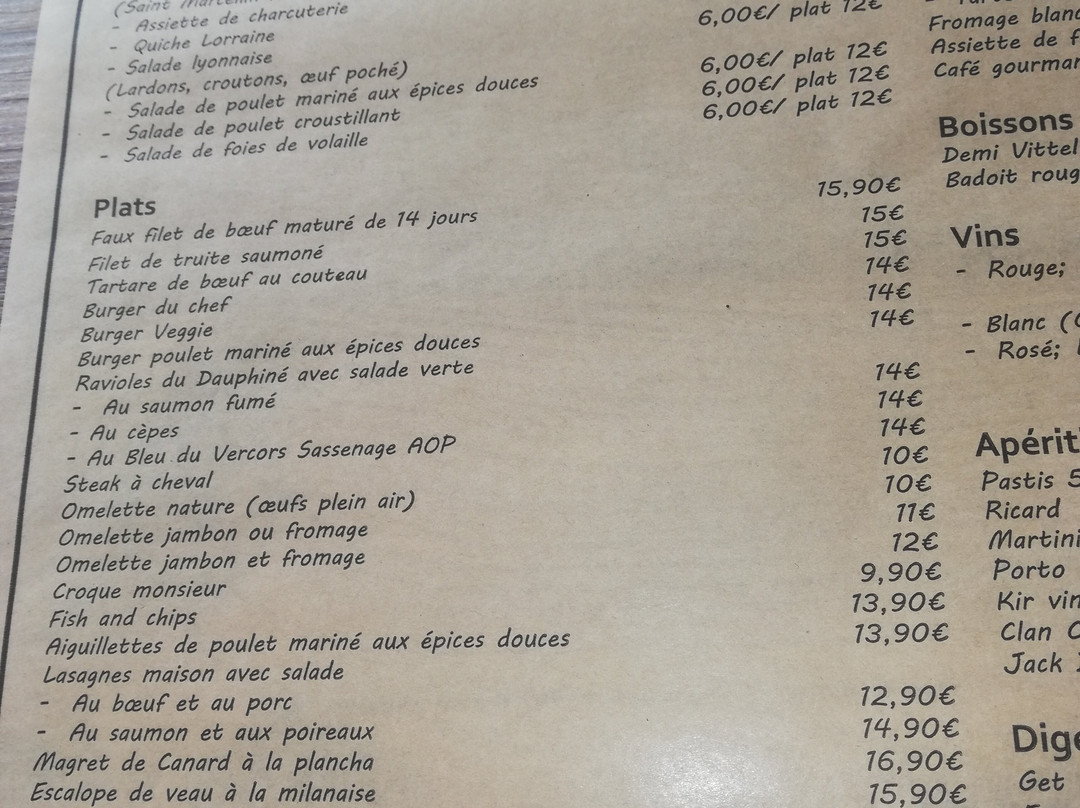 (Saint
- Assiette de charcuterie
- Quiche Lorraine
- Salade lyonnaise
(Lardons, croutons, œuf poché)
- Salade de poulet mariné aux épices douces
- Salade de poulet croustillant
- Salade de foies de volaille
6,00€/ plat 12€
6,00€/ plat 12€
6,00€/ plat 12€
6,00€/ plat 12€
Plats
Faux filet de bœuf maturé de 14 jours
Filet de truite saumoné
Tartare de bœuf au couteau
Burger du chef
Burger Veggie
Burger poulet mariné aux épices douces
Ravioles du Dauphiné avec salade verte
- Au saumon fumé
- Au cèpes
- Au Bleu du Vercors Sassenage AOP
Steak à cheval
Omelette nature (œufs plein air)
Omelette jambon ou fromage
Omelette jambon et fromage
Croque monsieur
Fish and chips
Aiguillettes de poulet mariné aux épices douces
Lasagnes maison avec salade
- Au bœuf et au porc
- Au saumon et aux poireaux
Magret de Canard à la plancha
Escalope de veau à la milanaise
15,90€
15€
15€
14€
14€
14€
14€
14€
14€
10€
10€
11€
12€
9,90€
13,90€
13,90€
12,90€
14,90€
16,90€
15,90€
Fromage blanc
Assiette de f
Café gourman
Boissons
Demi Vittel
Badoit roug
Vins
- Rouge;
- Blanc (
- Rosé;
Apériti
Pastis 5
Ricard
Martini
Porto
Kir vin
Clan C
Jack
Dige
Get